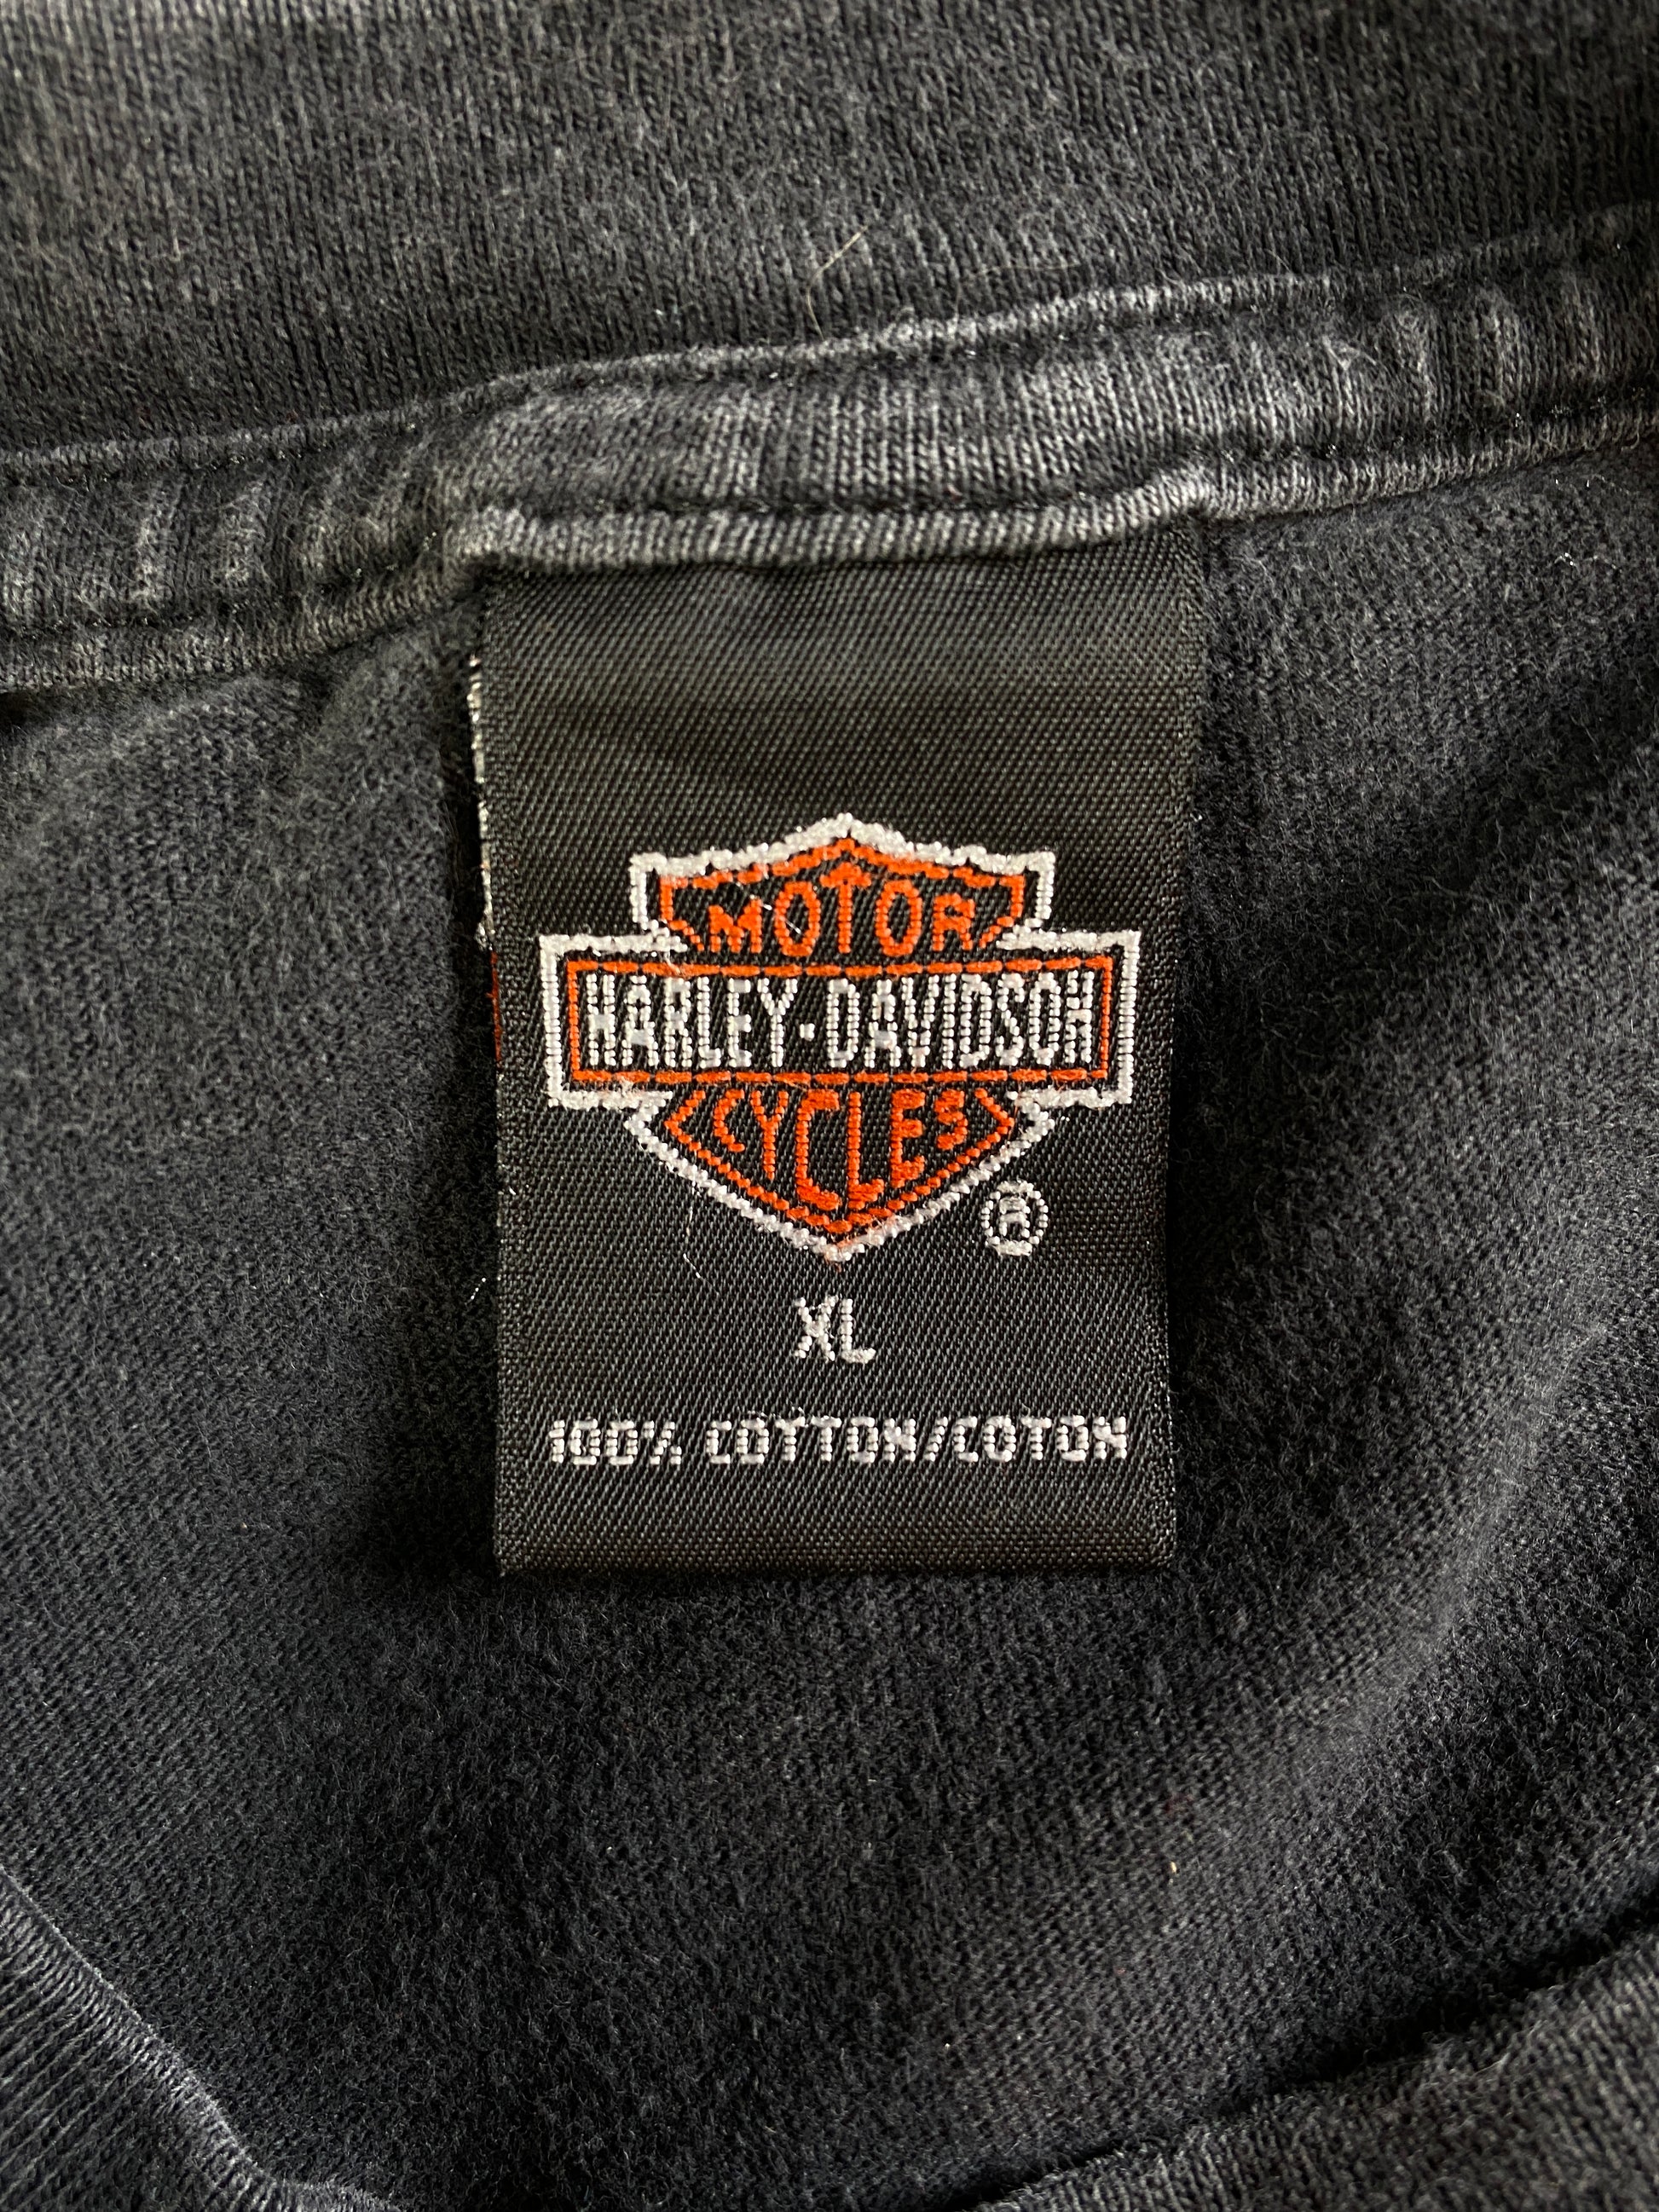 MOTOR
HARLEY-DAVIDSON
CYCLES
®
XL
100% COTTON/COTON